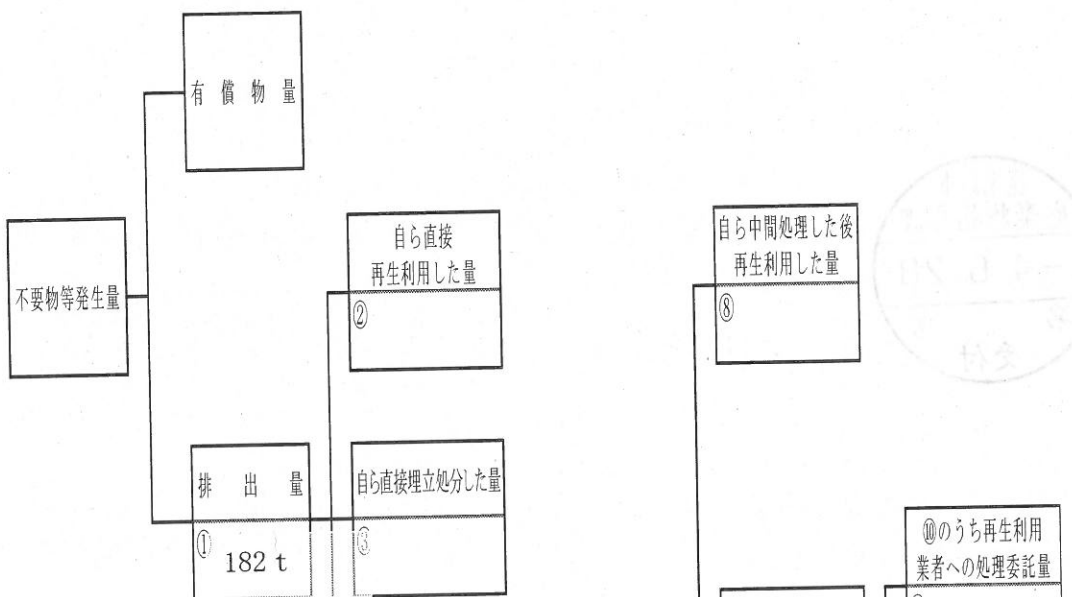 有償物量
不要物等発生量
自ら直接
再生利用した量
②
自ら中間処理した後
再生利用した量
⑧
排出量
①
182 t
自ら直接埋立処分した量
③
⑩のうち再生利用
業者への処理委託量